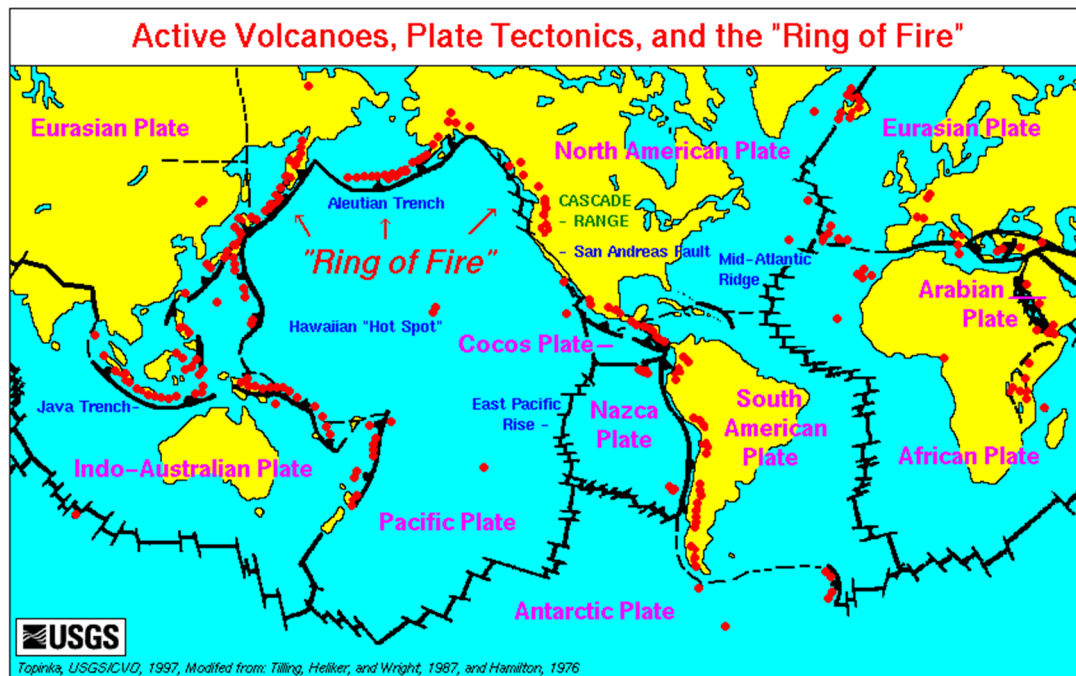 Active Volcanoes, Plate Tectonics, and the "Ring of Fire"
Eurasian Plate
North American Plate
Eurasian Plate
Aleutian Trench
CASCADE
- RANGE
"Ring of Fire"
- San Andreas Fault
Mid-Atlantic
Ridge
Arabian
Plate
Hawaiian "Hot Spot"
Cocos Plate
Java Trench-
East Pacific
Rise -
Nazca
Plate
South
American
Plate
Indo-Australian Plate
African Plate
Pacific Plate
Antarctic Plate
USGS
Topinka, USGS/CVO, 1997, Modifed from: Tilling, Heliker, and Wright, 1987, and Hamilton, 1976